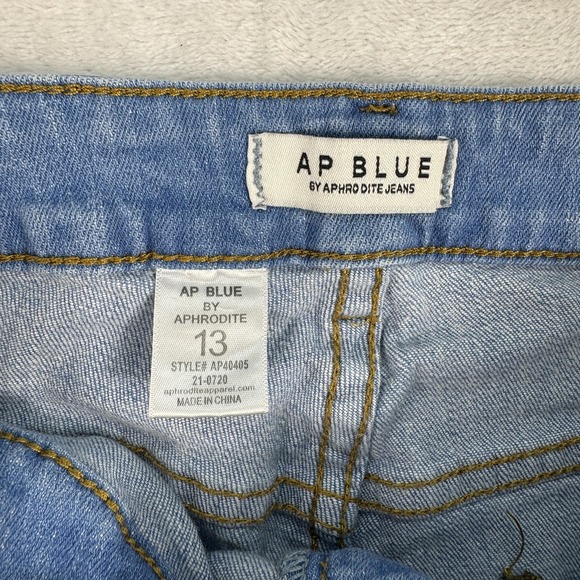 AP BLUE
BY APHRODITE JEANS
AP BLUE
BY
APHRODITE
13
STYLE# AP40405
21-0720
aphroditeapparel.com
MADE IN CHINA